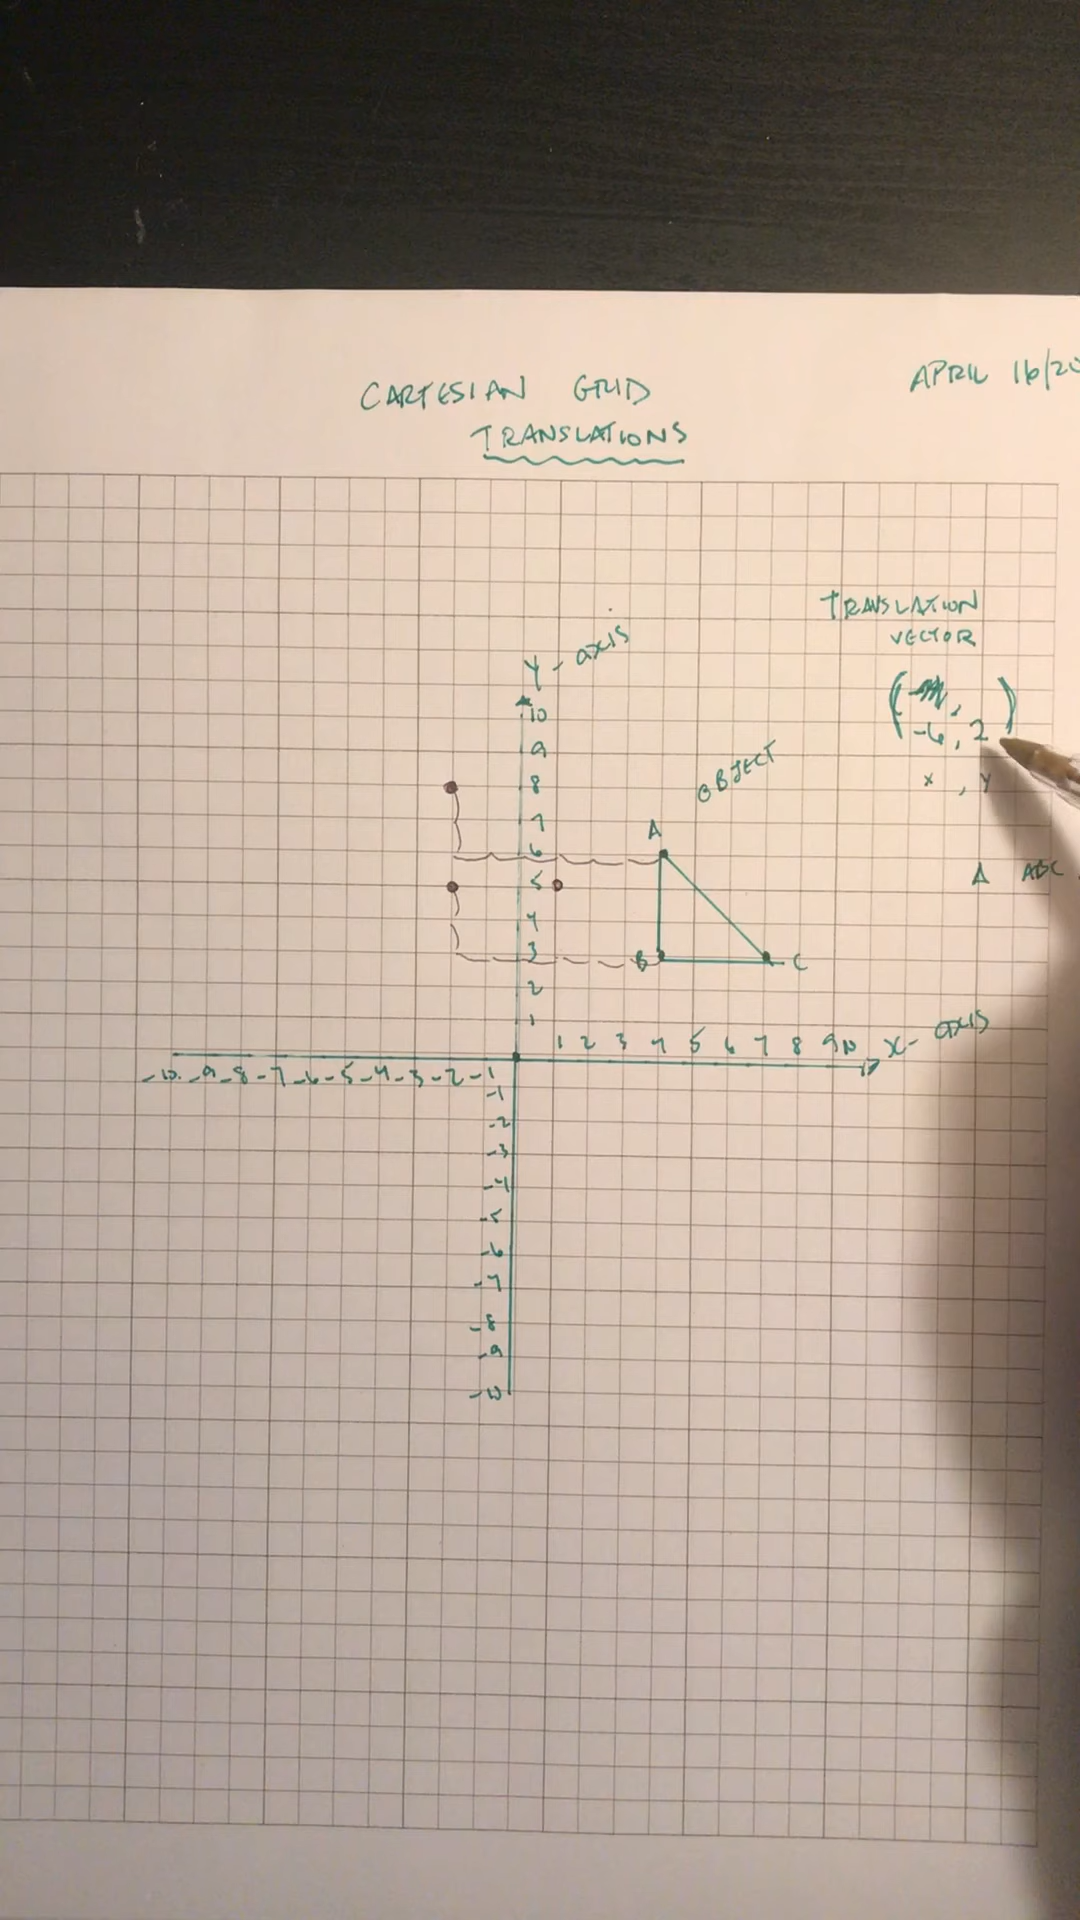 CARTESIAN GRID
TRANSLATIONS
APRIL 16/20
TRANSLATION
VECTOR
(
-6, 2
)
x , y
Y - axis
10
9
8
7
6
5
4
3
2
1
OBJECT
A
B
C
Δ ABC
1 2 3 4 5 6 7 8 9 10
x - axis
-10 -9 -8 -7 -6 -5 -4 -3 -2 -1
-1
-2
-3
-4
-5
-6
-7
-8
-9
-10